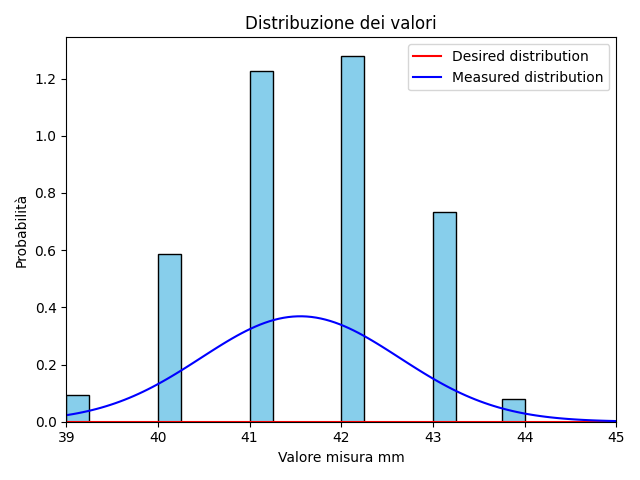 Distribuzione dei valori
Desired distribution
Measured distribution
Probabilità
1.2
1.0
0.8
0.6
0.4
0.2
0.0
39 40 41 42 43 44 45
Valore misura mm